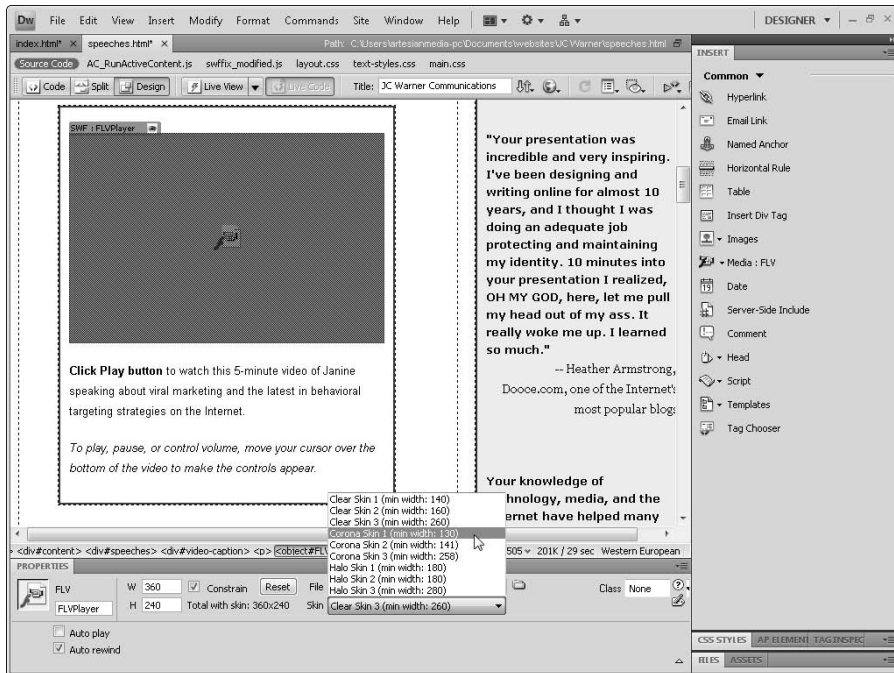 Dw File Edit View Insert Modify Format Commands Site Window Help DESIGNER
index.html* × speeches.html* × Path: C:\Users\artesianmedia-pc\Documents\websites\JC Warner\speeches.html
Source Code AC_RunActiveContent.js swffix_modified.js layout.css text-styles.css main.css
Code Split Design Live View Live Code Title: JC Warner Communications
SWF : FLVPlayer
Click Play button to watch this 5-minute video of Janine
speaking about viral marketing and the latest in behavioral
targeting strategies on the Internet.
To play, pause, or control volume, move your cursor over the
bottom of the video to make the controls appear.
"Your presentation was
incredible and very inspiring.
I've been designing and
writing online for almost 10
years, and I thought I was
doing an adequate job
protecting and maintaining
my identity. 10 minutes into
your presentation I realized,
OH MY GOD, here, let me pull
my head out of my ass. It
really woke me up. I learned
so much."
-- Heather Armstrong,
Dooce.com, one of the Internet's
most popular blogs
Your knowledge of
technology, media, and the
Internet have helped many
INSERT
Common
Hyperlink
Email Link
Named Anchor
Horizontal Rule
Table
Insert Div Tag
Images
Media : FLV
Date
Server-Side Include
Comment
Head
Script
Templates
Tag Chooser
Clear Skin 1 (min width: 140)
Clear Skin 2 (min width: 160)
Clear Skin 3 (min width: 260)
Corona Skin 1 (min width: 130)
Corona Skin 2 (min width: 141)
Corona Skin 3 (min width: 258)
Halo Skin 1 (min width: 180)
Halo Skin 2 (min width: 180)
Halo Skin 3 (min width: 280)
<div#content> <div#speeches> <div#video-caption> <p> <object#FL 505 201K / 29 sec Western European
PROPERTIES
FLV W 360 Constrain Reset File Class None
FLVPlayer H 240 Total with skin: 360x240 Skin Clear Skin 3 (min width: 260)
Auto play
Auto rewind
CSS STYLES AP ELEMENT TAG INSPEC
FILES ASSETS